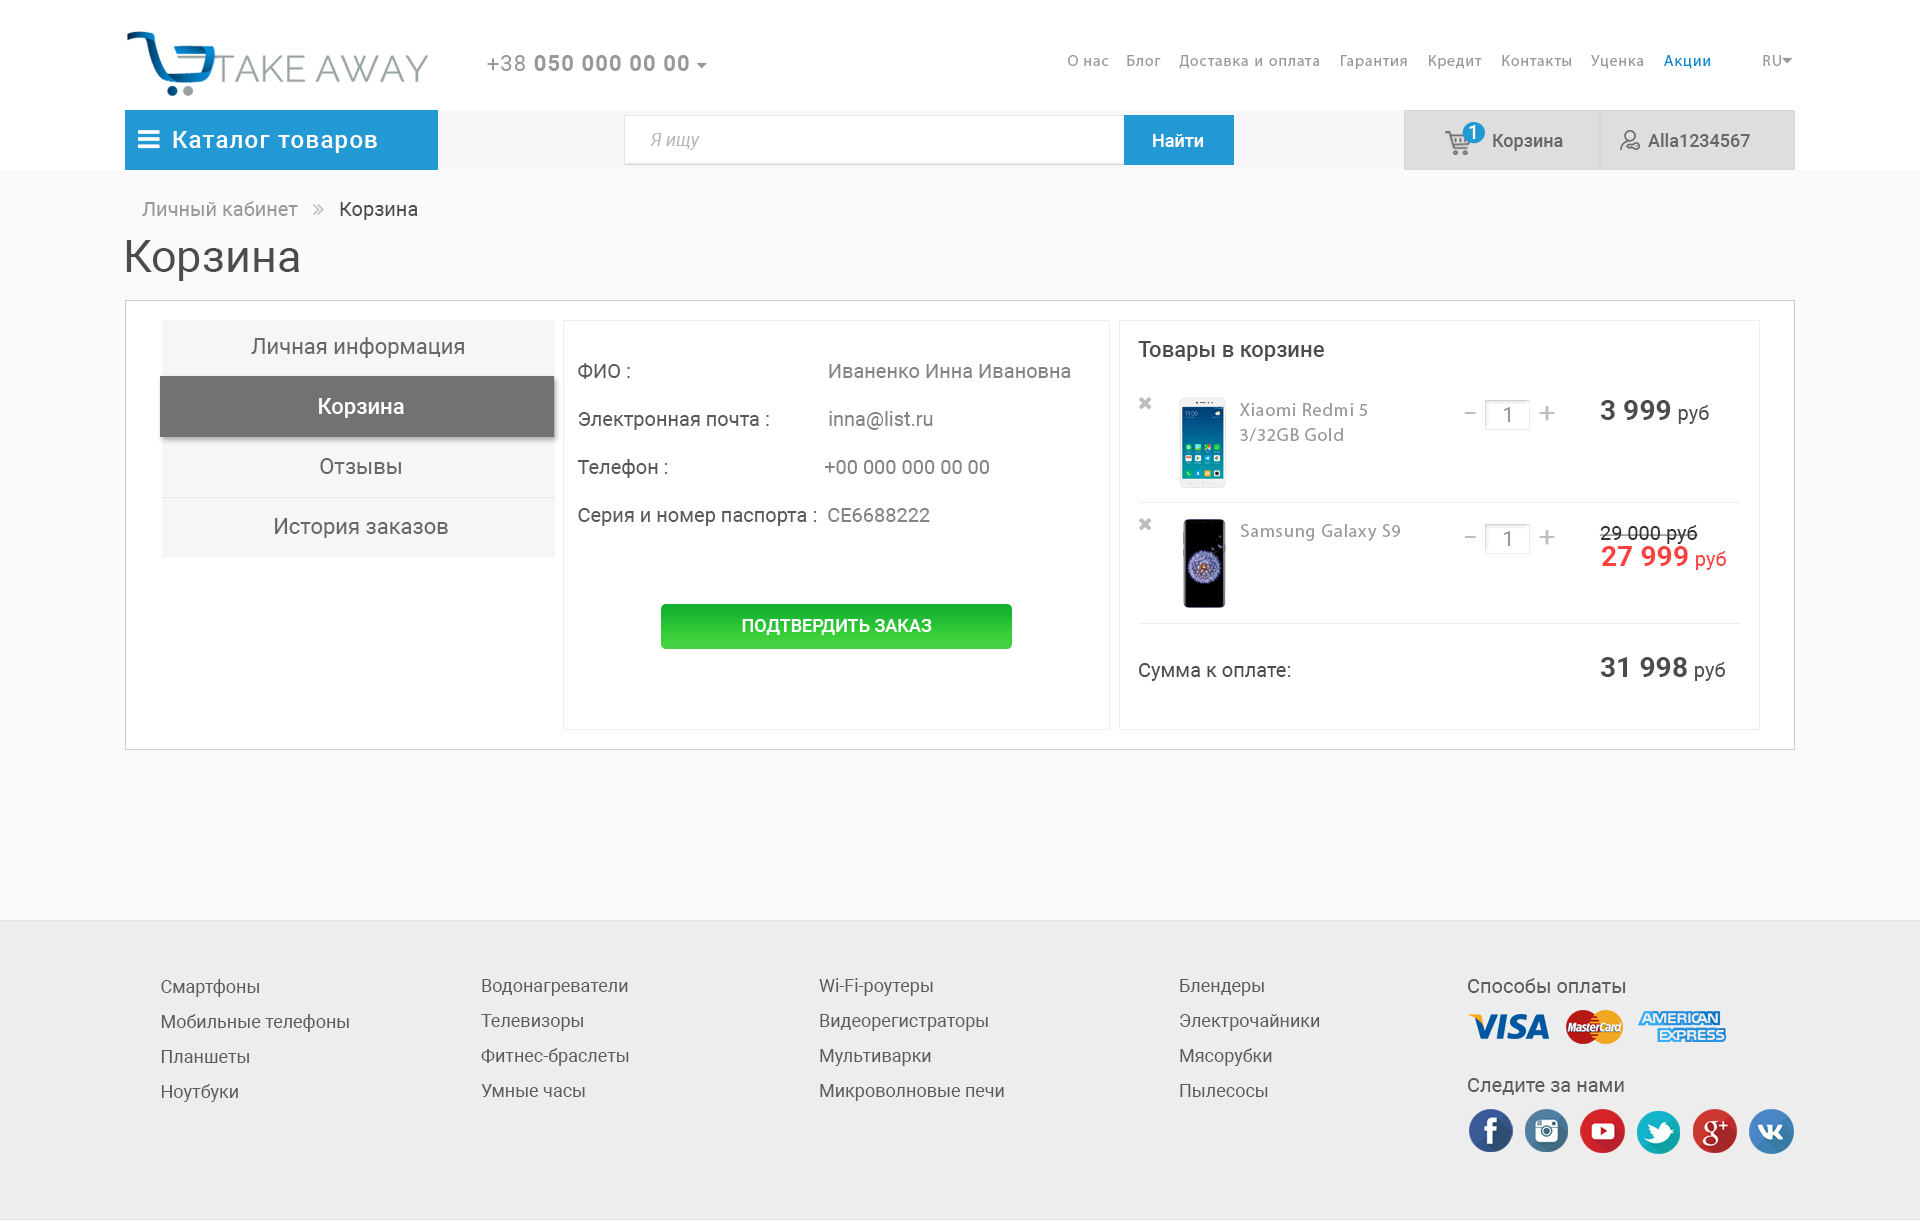 TAKE AWAY
+38 050 000 00 00
О нас Блог Доставка и оплата Гарантия Кредит Контакты Уценка Акции RU
Каталог товаров
Я ищу
Найти
1 Корзина
Alla1234567
Личный кабинет » Корзина
Корзина
Личная информация
Корзина
Отзывы
История заказов
ФИО : Иваненко Инна Ивановна
Электронная почта : inna@list.ru
Телефон : +00 000 000 00 00
Серия и номер паспорта : СЕ6688222
ПОДТВЕРДИТЬ ЗАКАЗ
Товары в корзине
Xiaomi Redmi 5
3/32GB Gold
− 1 +
3 999 руб
Samsung Galaxy S9
− 1 +
29 000 руб
27 999 руб
Сумма к оплате: 31 998 руб
Смартфоны
Мобильные телефоны
Планшеты
Ноутбуки
Водонагреватели
Телевизоры
Фитнес-браслеты
Умные часы
Wi-Fi-роутеры
Видеорегистраторы
Мультиварки
Микроволновые печи
Блендеры
Электрочайники
Мясорубки
Пылесосы
Способы оплаты
VISA MasterCard AMERICAN EXPRESS
Следите за нами